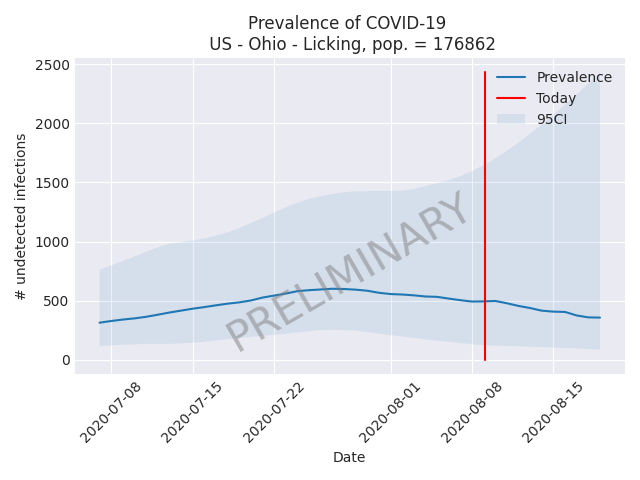 Prevalence of COVID-19
US - Ohio - Licking, pop. = 176862
2500
2000
1500
1000
500
0
# undetected infections
Prevalence
Today
95CI
PRELIMINARY
2020-07-08
2020-07-15
2020-07-22
2020-08-01
2020-08-08
2020-08-15
Date